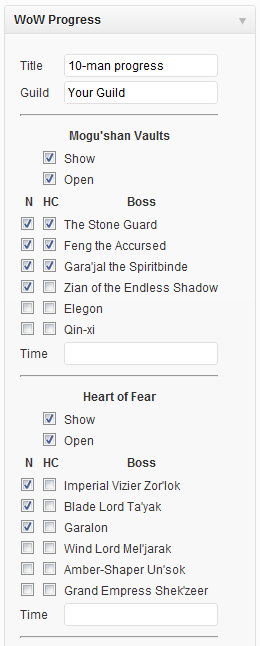 WoW Progress
Title 10-man progress
Guild Your Guild
Mogu'shan Vaults
Show
Open
N HC Boss
The Stone Guard
Feng the Accursed
Gara'jal the Spiritbinde
Zian of the Endless Shadow
Elegon
Qin-xi
Time
Heart of Fear
Show
Open
N HC Boss
Imperial Vizier Zor'lok
Blade Lord Ta'yak
Garalon
Wind Lord Mel'jarak
Amber-Shaper Un'sok
Grand Empress Shek'zeer
Time